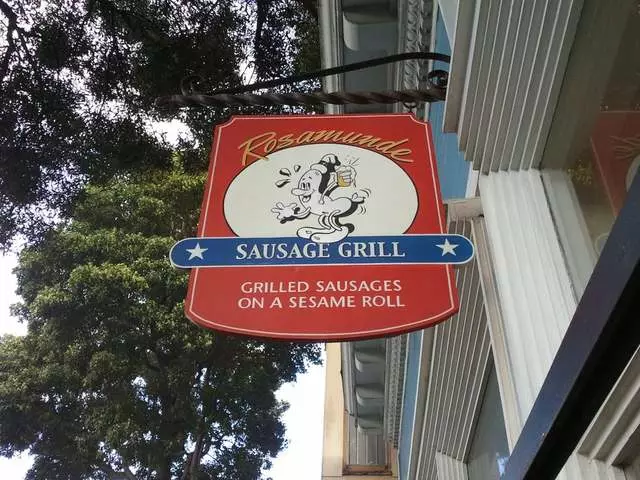 Rosamunde
SAUSAGE GRILL
GRILLED SAUSAGES
ON A SESAME ROLL